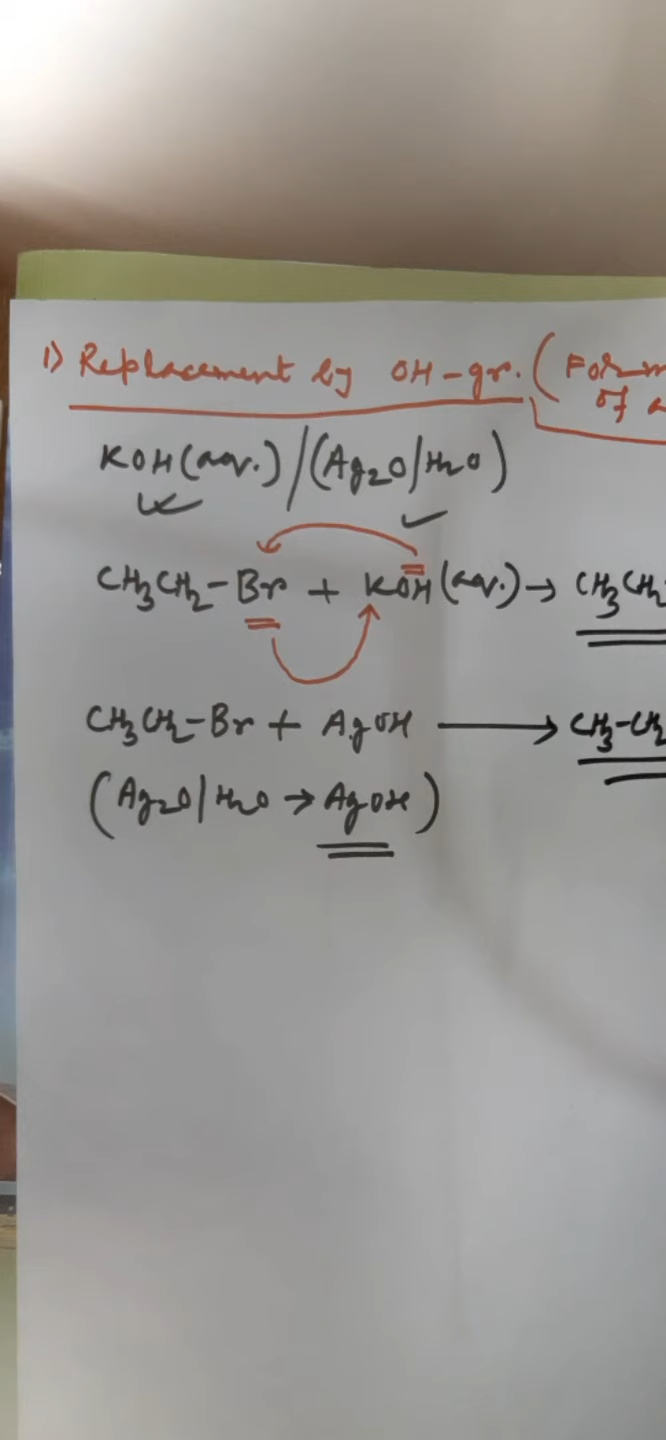 1) Replacement by OH-gr. (Form
of a
KOH(aq.)/(Ag₂O/H₂O)
CH₃CH₂-Br + KOH(aq.)→ CH₃CH₂
CH₃CH₂-Br + AgOH ⟶ CH₃-CH₂
(Ag₂O/H₂O → AgOH)